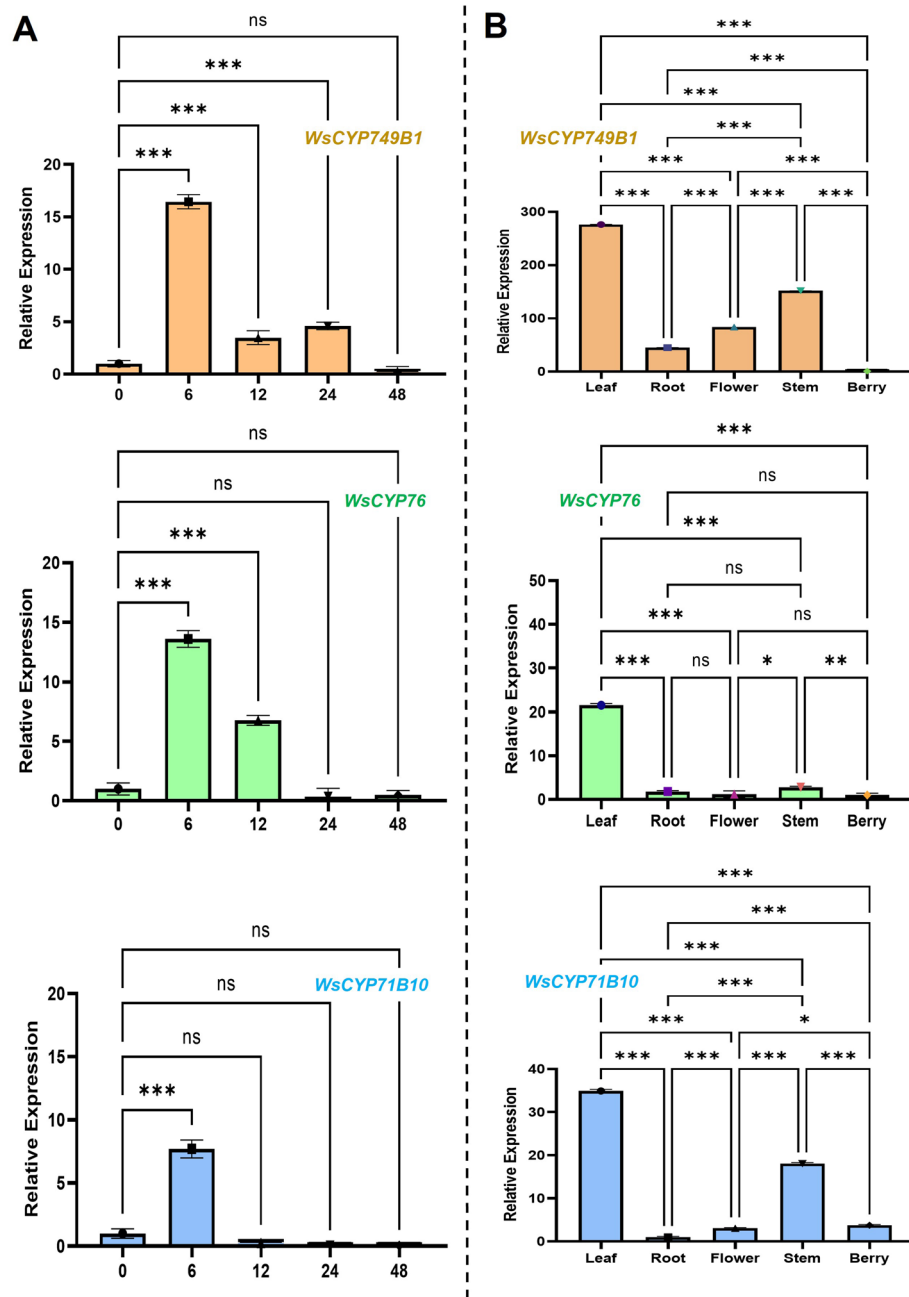 A
ns
***
***
***
WsCYP749B1
Relative Expression
20
15
10
5
0
0 6 12 24 48
ns
ns
***
***
WsCYP76
Relative Expression
20
15
10
5
0
0 6 12 24 48
ns
ns
ns
***
WsCYP71B10
Relative Expression
20
15
10
5
0
0 6 12 24 48
B
***
***
***
***
*** ***
*** *** *** ***
WsCYP749B1
Relative Expression
300
200
100
0
Leaf Root Flower Stem Berry
***
ns
***
ns
*** ns
*** ns * **
WsCYP76
Relative Expression
50
40
30
20
10
0
Leaf Root Flower Stem Berry
***
***
***
***
*** *
*** *** *** ***
WsCYP71B10
Relative Expression
40
30
20
10
0
Leaf Root Flower Stem Berry